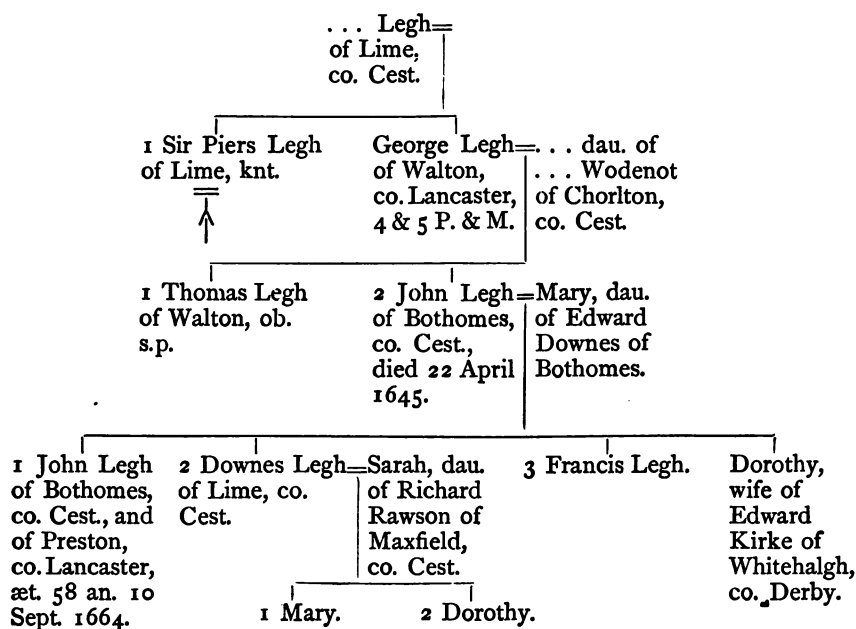 ... Legh=
of Lime,
co. Cest.
1 Sir Piers Legh
of Lime, knt.
George Legh=... dau. of
of Walton, ... Wodenot
co. Lancaster, of Chorlton,
4 & 5 P. & M. co. Cest.
1 Thomas Legh
of Walton, ob.
s.p.
2 John Legh=Mary, dau.
of Bothomes, of Edward
co. Cest., Downes of
died 22 April Bothomes.
1645.
1 John Legh
of Bothomes,
co. Cest., and
of Preston,
co. Lancaster,
æt. 58 an. 10
Sept. 1664.
2 Downes Legh=Sarah, dau.
of Lime, co. of Richard
Cest. Rawson of
Maxfield,
co. Cest.
3 Francis Legh.
Dorothy,
wife of
Edward
Kirke of
Whitehalgh,
co. Derby.
1 Mary.
2 Dorothy.